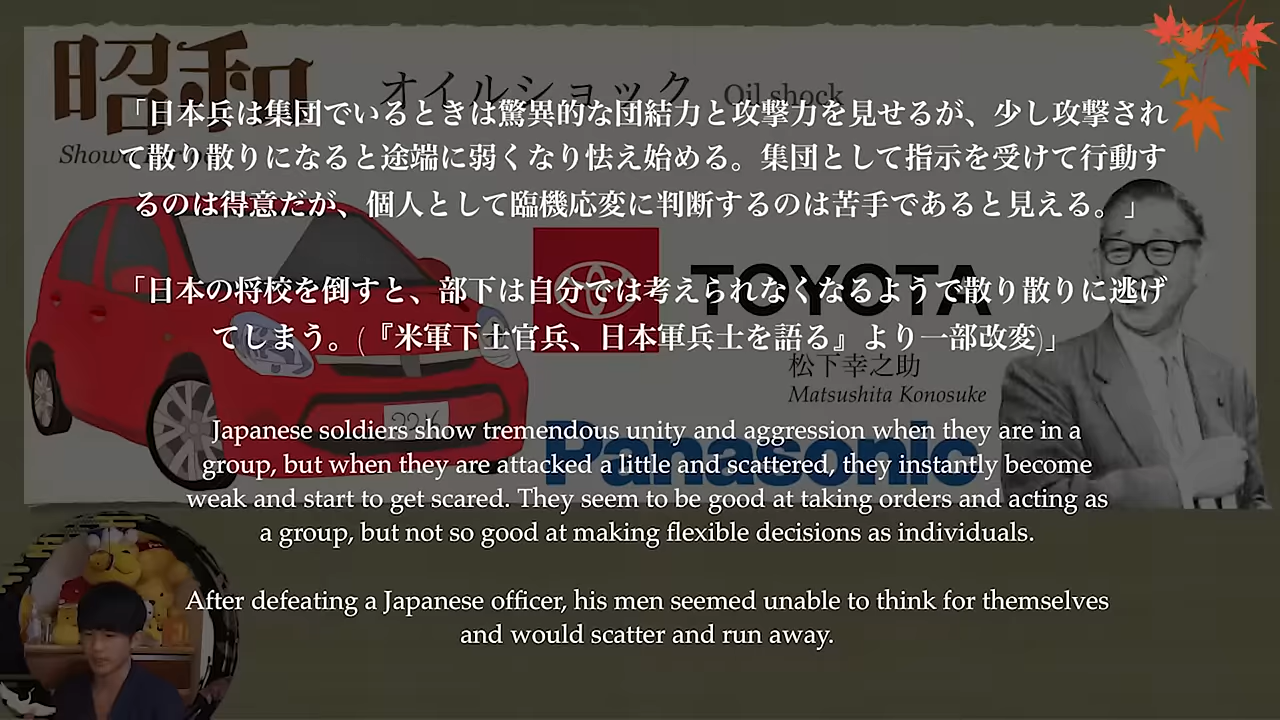 昭和
オイルショック Oil shock
Showa
「日本兵は集団でいるときは驚異的な団結力と攻撃力を見せるが、少し攻撃され
て散り散りになると途端に弱くなり怯え始める。集団として指示を受けて行動す
るのは得意だが、個人として臨機応変に判断するのは苦手であると見える。」
TOYOTA
「日本の将校を倒すと、部下は自分では考えられなくなるようで散り散りに逃げ
てしまう。(『米軍下士官兵、日本軍兵士を語る』より一部改変)」
松下幸之助
Matsushita Konosuke
Panasonic
Japanese soldiers show tremendous unity and aggression when they are in a
group, but when they are attacked a little and scattered, they instantly become
weak and start to get scared. They seem to be good at taking orders and acting as
a group, but not so good at making flexible decisions as individuals.
After defeating a Japanese officer, his men seemed unable to think for themselves
and would scatter and run away.